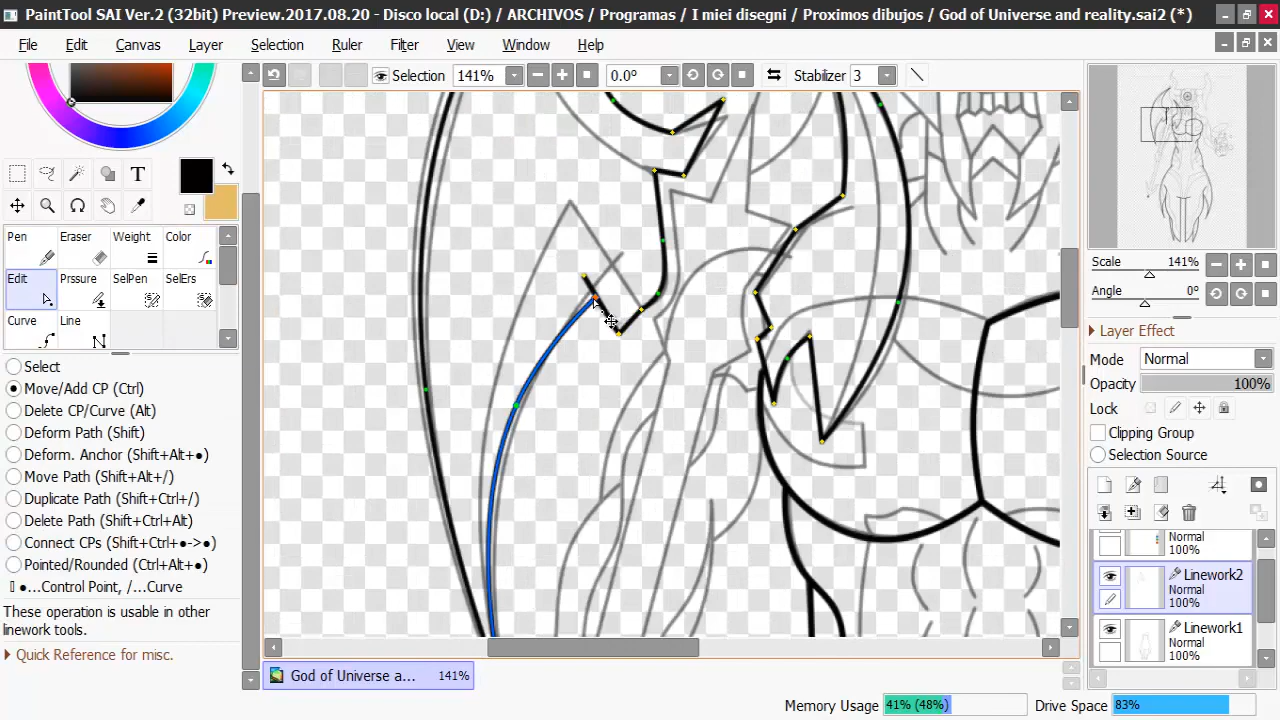 PaintTool SAI Ver.2 (32bit) Preview.2017.08.20 - Disco local (D:) / ARCHIVOS / Programas / I miei disegni / Proximos dibujos / God of Universe and reality.sai2 (*)
File Edit Canvas Layer Selection Ruler Filter View Window Help
Selection 141% 0.0° Stabilizer 3
T
Pen Eraser Weight Color
Edit Prssure SelPen SelErs
Curve Line
Select
Move/Add CP (Ctrl)
Delete CP/Curve (Alt)
Deform Path (Shift)
Deform. Anchor (Shift+Alt+●)
Move Path (Shift+Alt+/)
Duplicate Path (Shift+Ctrl+/)
Delete Path (Shift+Ctrl+Alt)
Connect CPs (Shift+Ctrl+●->●)
Pointed/Rounded (Ctrl+Alt+●)
●...Control Point, /...Curve
These operation is usable in other
linework tools.
Quick Reference for misc.
God of Universe a... 141%
Memory Usage 41% (48%) Drive Space 83%
Scale 141%
Angle 0°
Layer Effect
Mode Normal
Opacity 100%
Lock
Clipping Group
Selection Source
Normal
100%
Linework2
Normal
100%
Linework1
Normal
100%